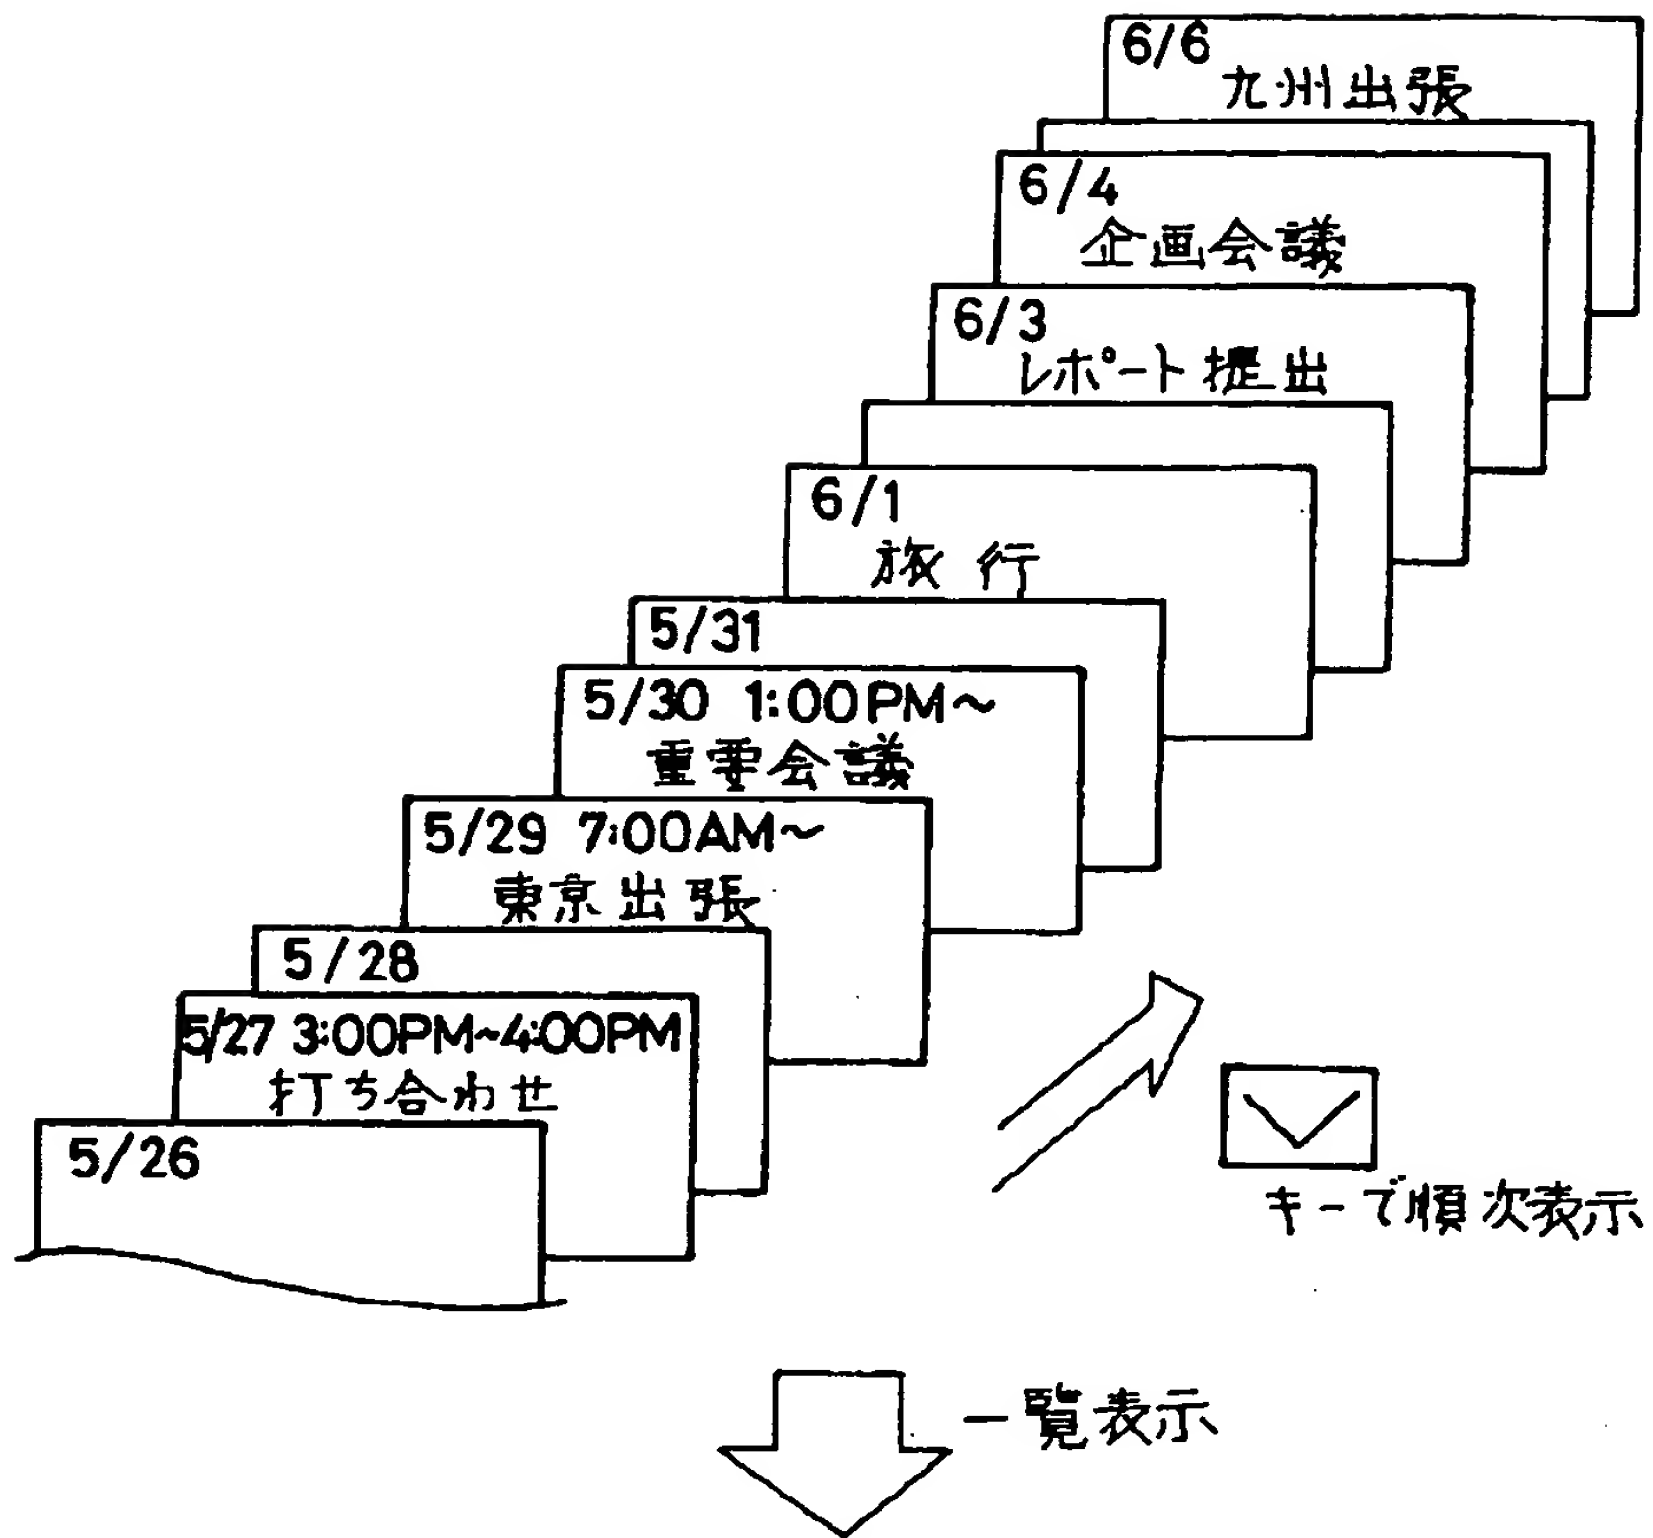 6/6
九州出張
6/4
企画会議
6/3
レポート提出
6/1
旅行
5/31
5/30 1:00PM~
重要会議
5/29 7:00AM~
東京出張
5/28
5/27 3:00PM~4:00PM
打ち合わせ
5/26
キーで順次表示
一覧表示